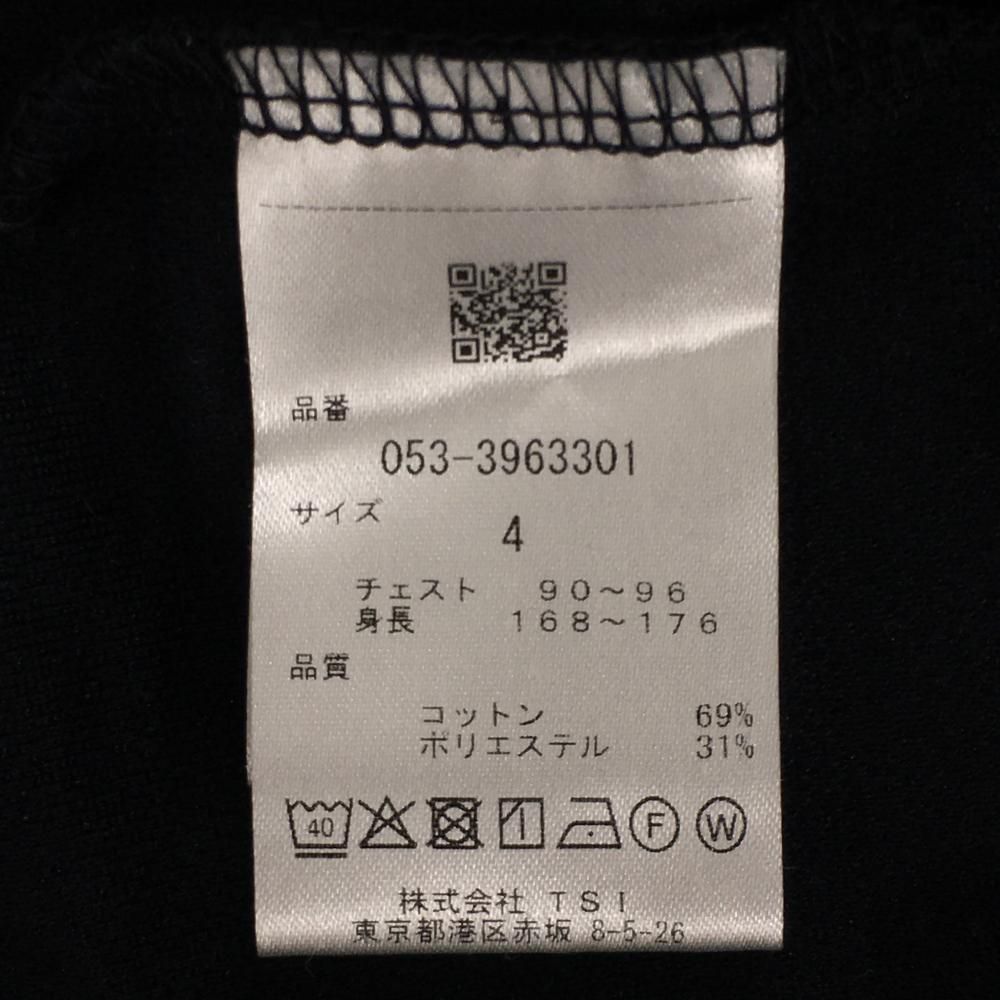 品番
053-3963301
サイズ
4
チェスト 90～96
身長 168～176
品質
コットン 69%
ポリエステル 31%
40 F W
株式会社 TSI
東京都港区赤坂 8-5-26